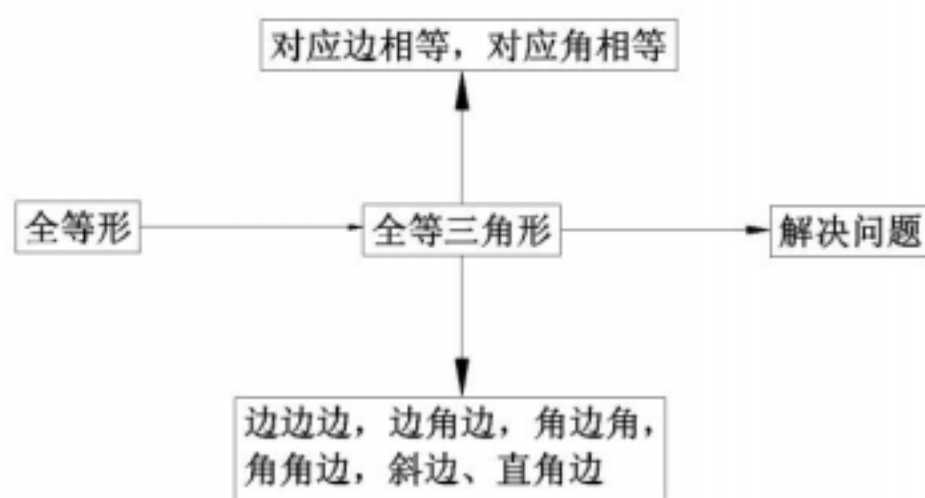 对应边相等，对应角相等
全等形
全等三角形
解决问题
边边边，边角边，角边角，
角角边，斜边、直角边